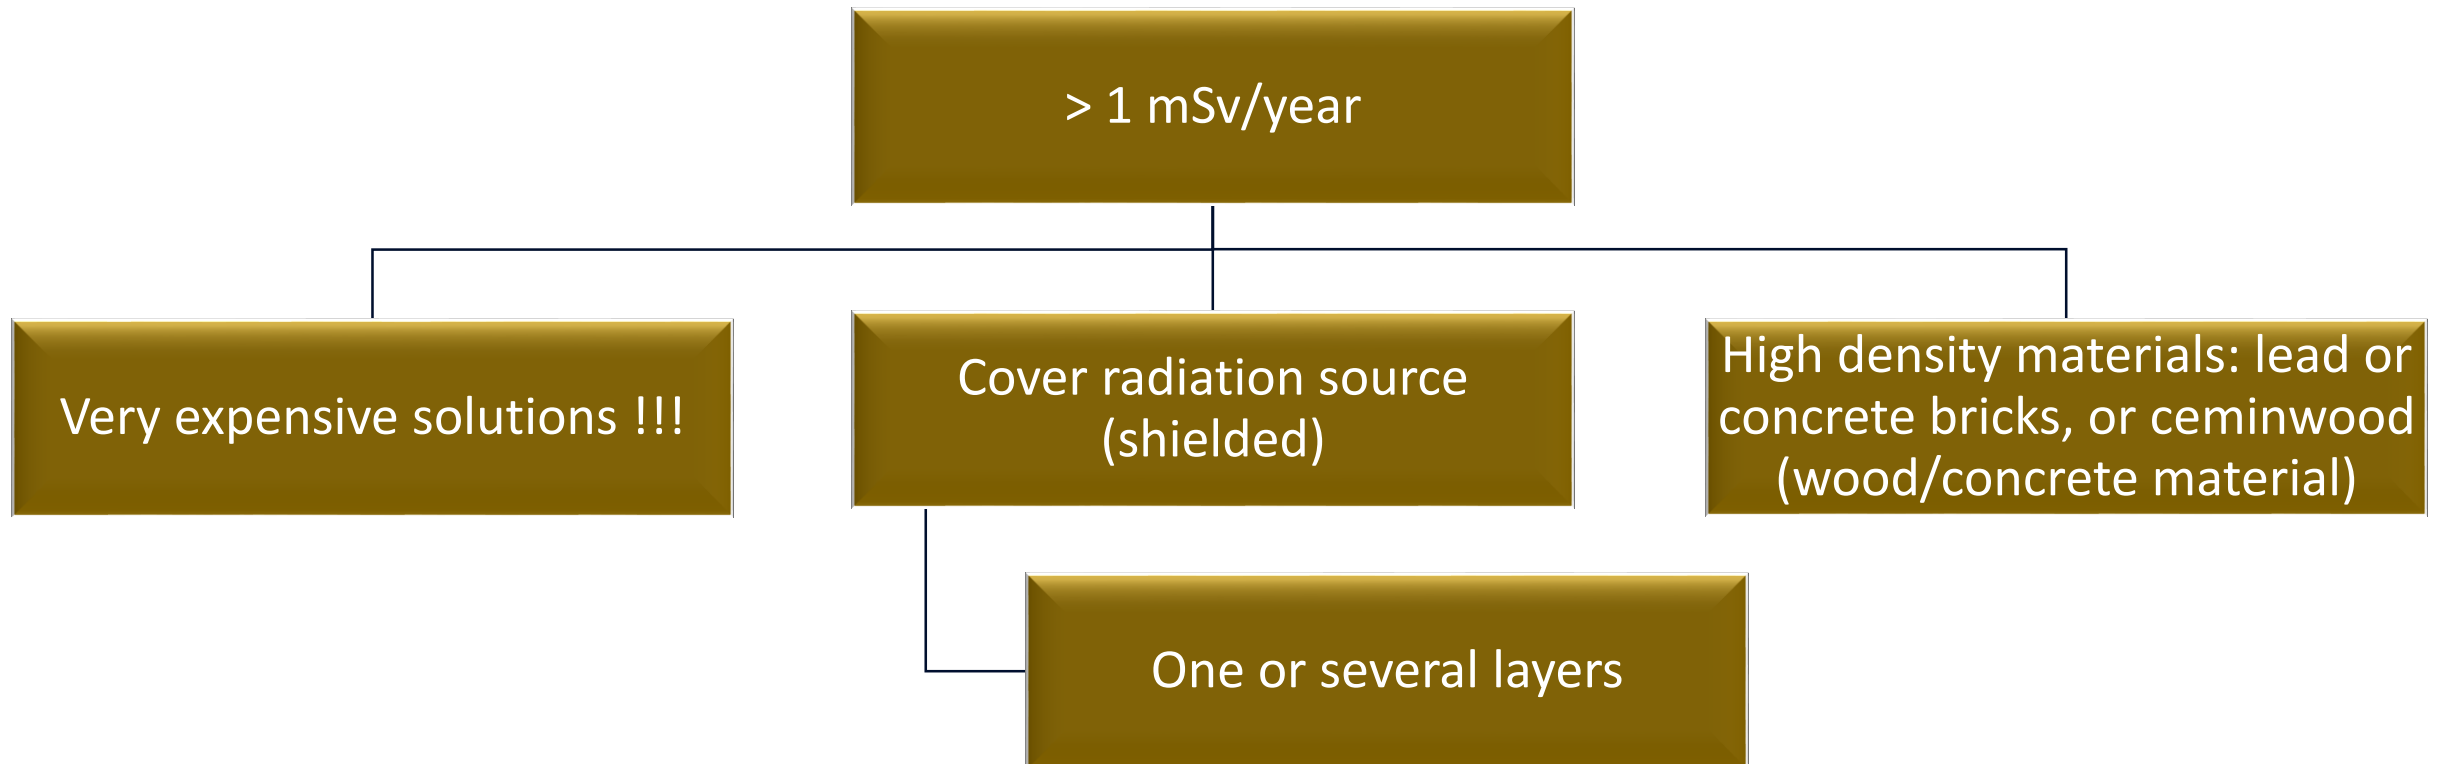 > 1 mSv/year
Very expensive solutions !!!
Cover radiation source
(shielded)
High density materials: lead or
concrete bricks, or ceminwood
(wood/concrete material)
One or several layers